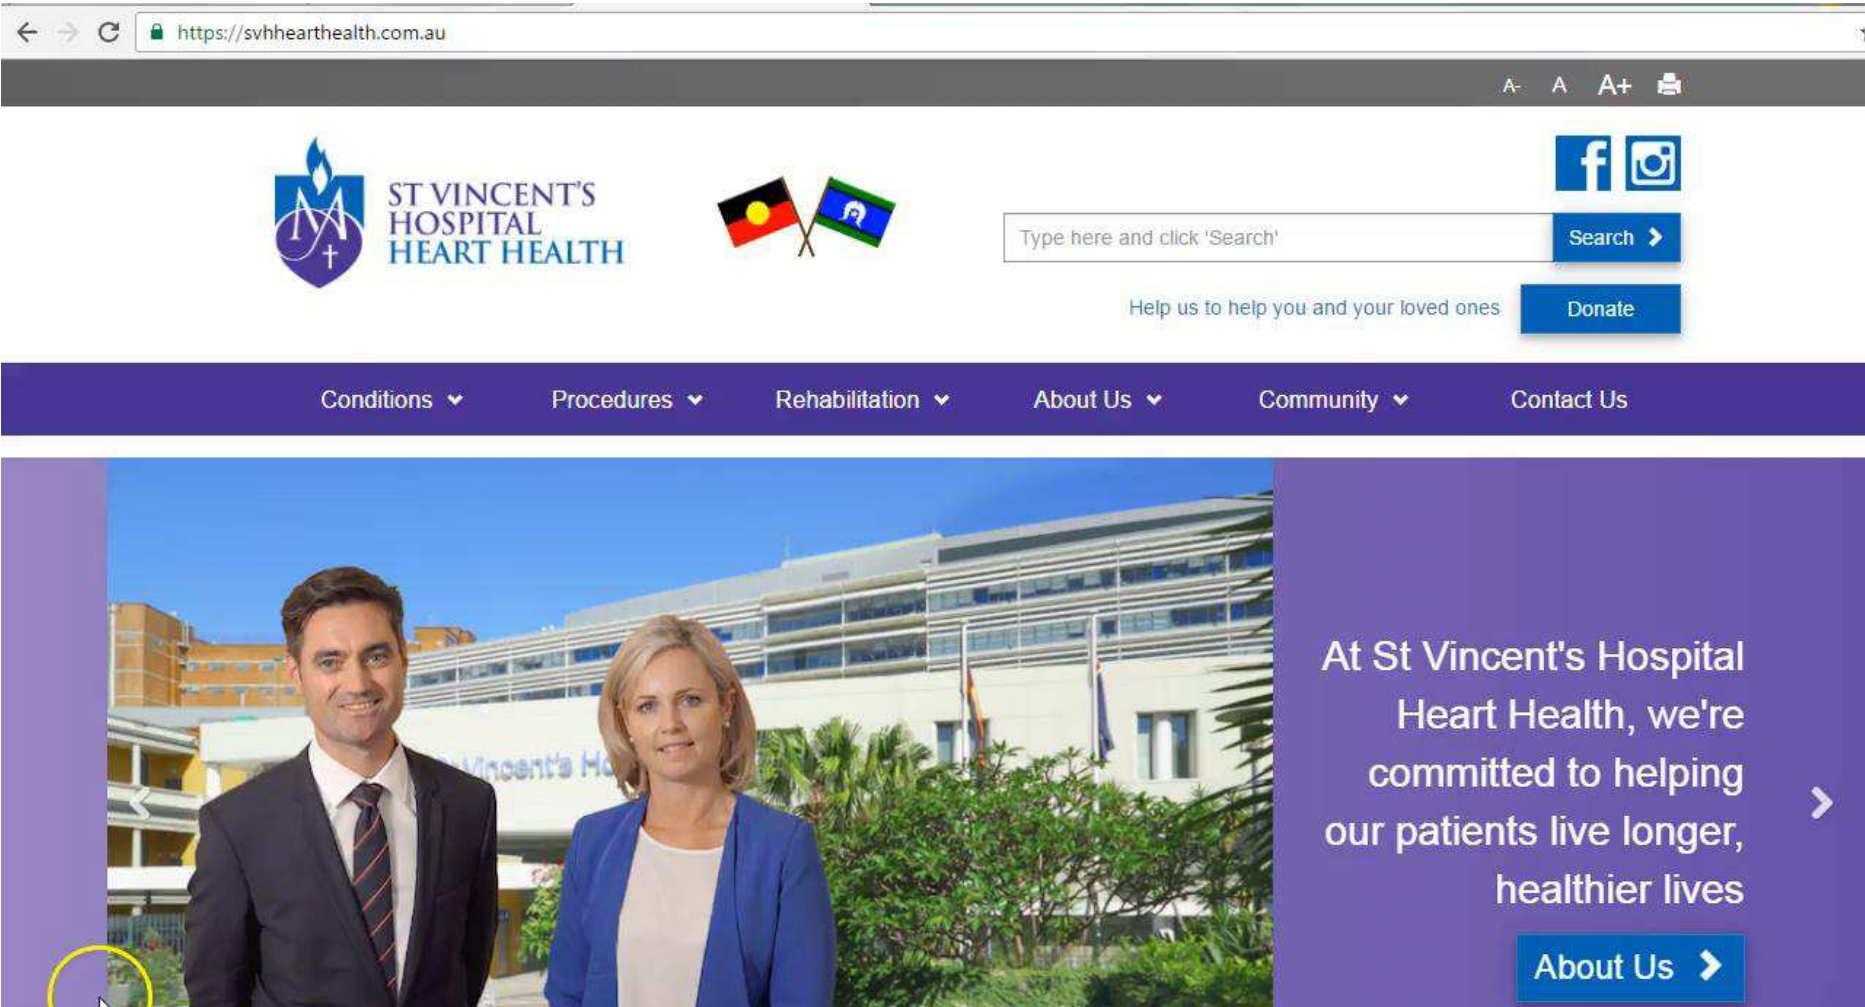 https://svhhearthealth.com.au
A- A A+
ST VINCENT'S
HOSPITAL
HEART HEALTH
Type here and click 'Search'
Search
Help us to help you and your loved ones
Donate
Conditions
Procedures
Rehabilitation
About Us
Community
Contact Us
Vincent's Ho
At St Vincent's Hospital
Heart Health, we're
committed to helping
our patients live longer,
healthier lives
About Us